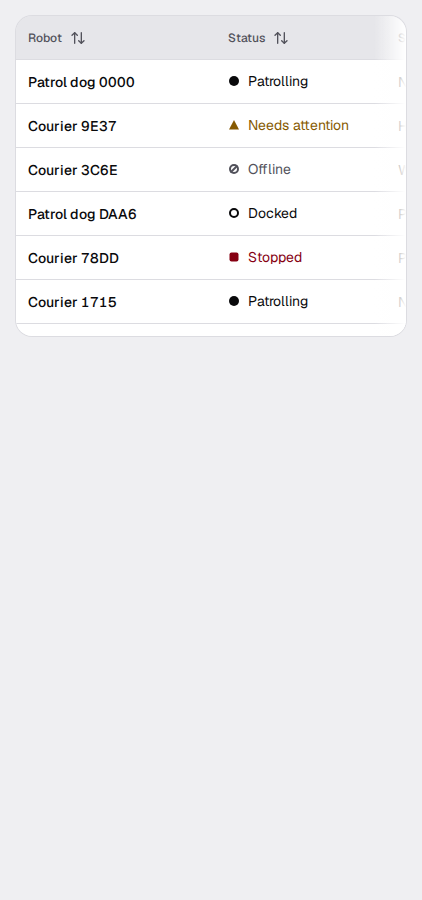 Robot Status
Patrol dog 0000 Patrolling
Courier 9E37 Needs attention
Courier 3C6E Offline
Patrol dog DAA6 Docked
Courier 78DD Stopped
Courier 1715 Patrolling